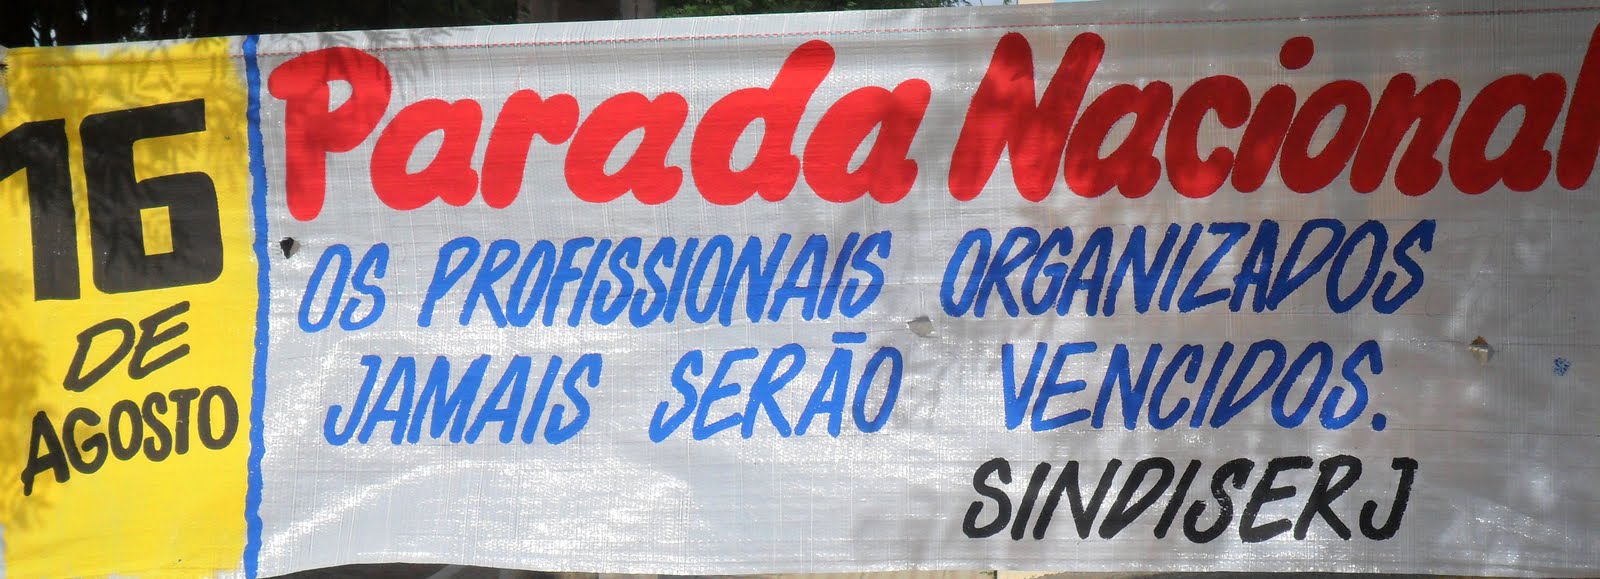 16
DE
AGOSTO
Parada Nacional
OS PROFISSIONAIS ORGANIZADOS
JAMAIS SERÃO VENCIDOS.
SINDISERJ